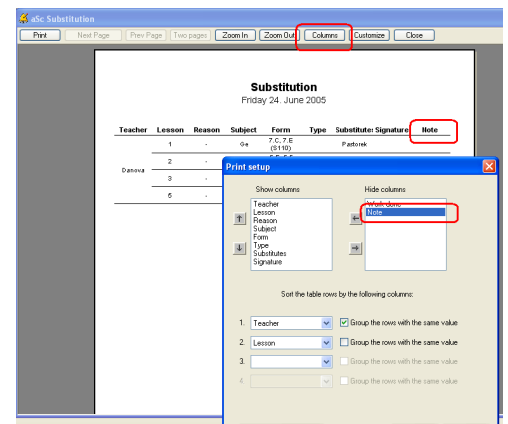 aSc Substitution
Print Next Page Prev Page Two pages Zoom In Zoom Out Columns Customize Close
Substitution
Friday 24. June 2005
Teacher Lesson Reason Subject Form Type Substitutes Signature Note
1 - Ge 7.C, 7.E (S110) Pastorek
Danova
2 -
3 -
5 -
Print setup
Show columns Hide columns
Teacher
Lesson
Reason
Subject
Form
Type
Substitutes
Signature
Work done
Note
Sort the table rows by the following columns:
1. Teacher Group the rows with the same value
2. Lesson Group the rows with the same value
3. Group the rows with the same value
4. Group the rows with the same value